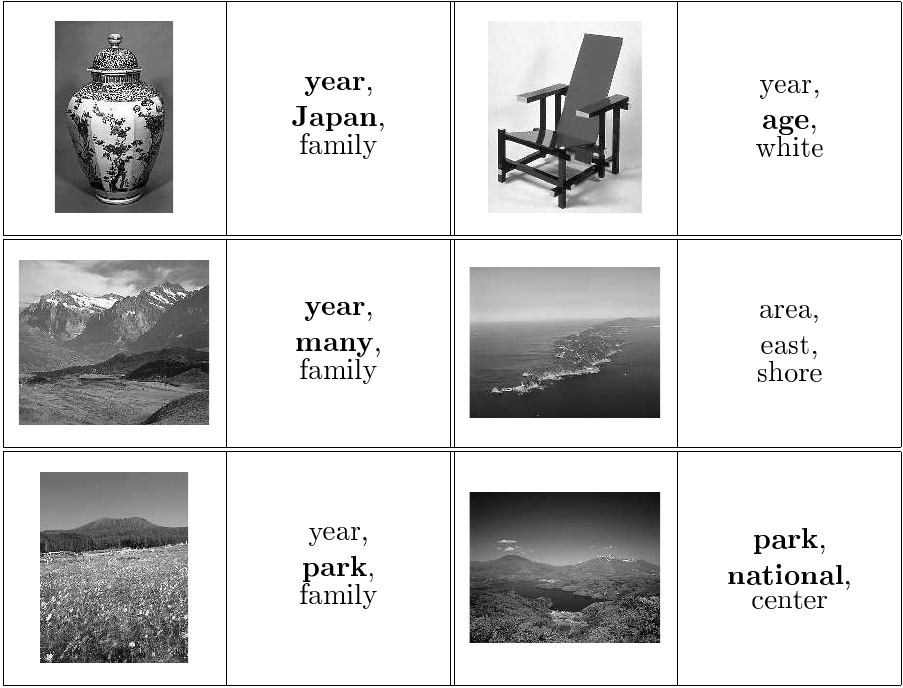 year,
Japan,
family
year,
age,
white
year,
many,
family
area,
east,
shore
year,
park,
family
park,
national,
center